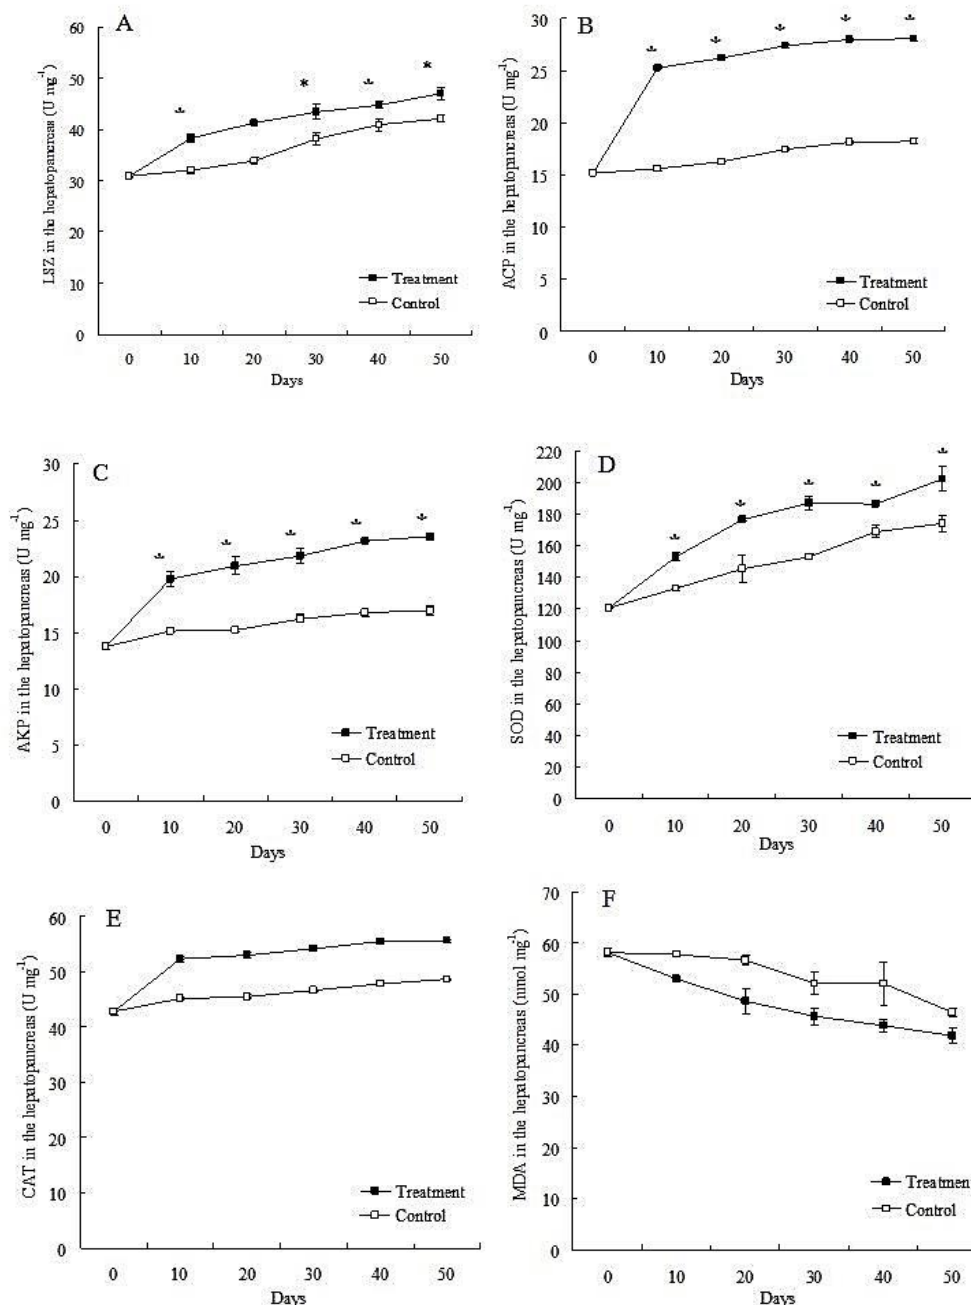 A
LSZ in the hepatopancreas (U mg-1)
60
50
40
30
20
10
0
* * * *
Treatment
Control
0 10 20 30 40 50
Days
B
ACP in the hepatopancreas (U mg-1)
30
25
20
15
10
5
0
* * * * *
Treatment
Control
0 10 20 30 40 50
Days
C
AKP in the hepatopancreas (U mg-1)
30
25
20
15
10
5
0
* * * * *
Treatment
Control
0 10 20 30 40 50
Days
D
SOD in the hepatopancreas (U mg-1)
220
200
180
160
140
120
100
80
60
40
20
0
* * * * *
Treatment
Control
0 10 20 30 40 50
Days
E
CAT in the hepatopancreas (U mg-1)
60
50
40
30
20
10
0
Treatment
Control
0 10 20 30 40 50
Days
F
MDA in the hepatopancreas (nmol mg-1)
70
60
50
40
30
20
10
0
Treatmen
Control
0 10 20 30 40 50
Days